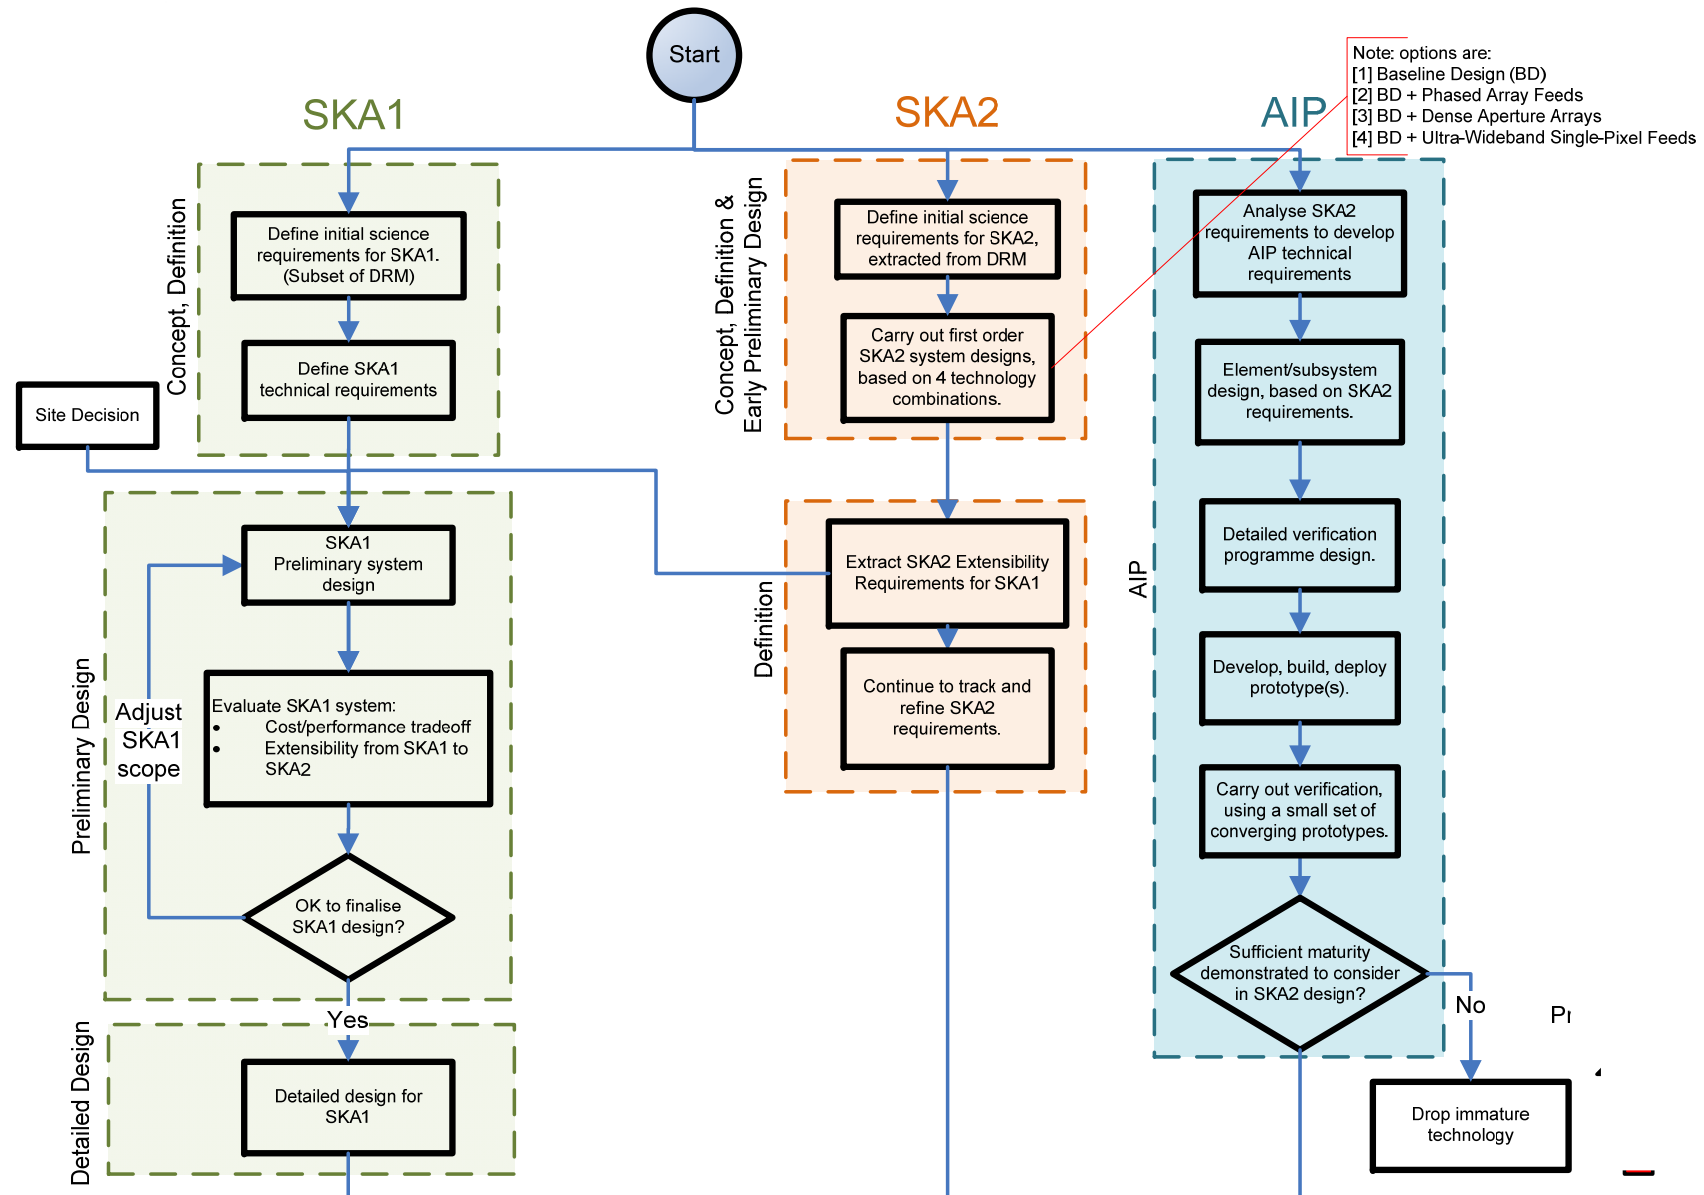 Start
SKA1
SKA2
AIP
Note: options are:
[1] Baseline Design (BD)
[2] BD + Phased Array Feeds
[3] BD + Dense Aperture Arrays
[4] BD + Ultra-Wideband Single-Pixel Feeds
Concept, Definition
Define initial science
requirements for SKA1.
(Subset of DRM)
Define SKA1
technical requirements
Site Decision
Preliminary Design
SKA1
Preliminary system
design
Evaluate SKA1 system:
• Cost/performance tradeoff
• Extensibility from SKA1 to
SKA2
Adjust
SKA1
scope
OK to finalise
SKA1 design?
Yes
Detailed Design
Detailed design for
SKA1
Concept, Definition &
Early Preliminary Design
Define initial science
requirements for SKA2,
extracted from DRM
Carry out first order
SKA2 system designs,
based on 4 technology
combinations.
Definition
Extract SKA2 Extensibility
Requirements for SKA1
Continue to track and
refine SKA2
requirements.
AIP
Analyse SKA2
requirements to develop
AIP technical
requirements
Element/subsystem
design, based on SKA2
requirements.
Detailed verification
programme design.
Develop, build, deploy
prototype(s).
Carry out verification,
using a small set of
converging prototypes.
Sufficient maturity
demonstrated to consider
in SKA2 design?
No
Drop immature
technology